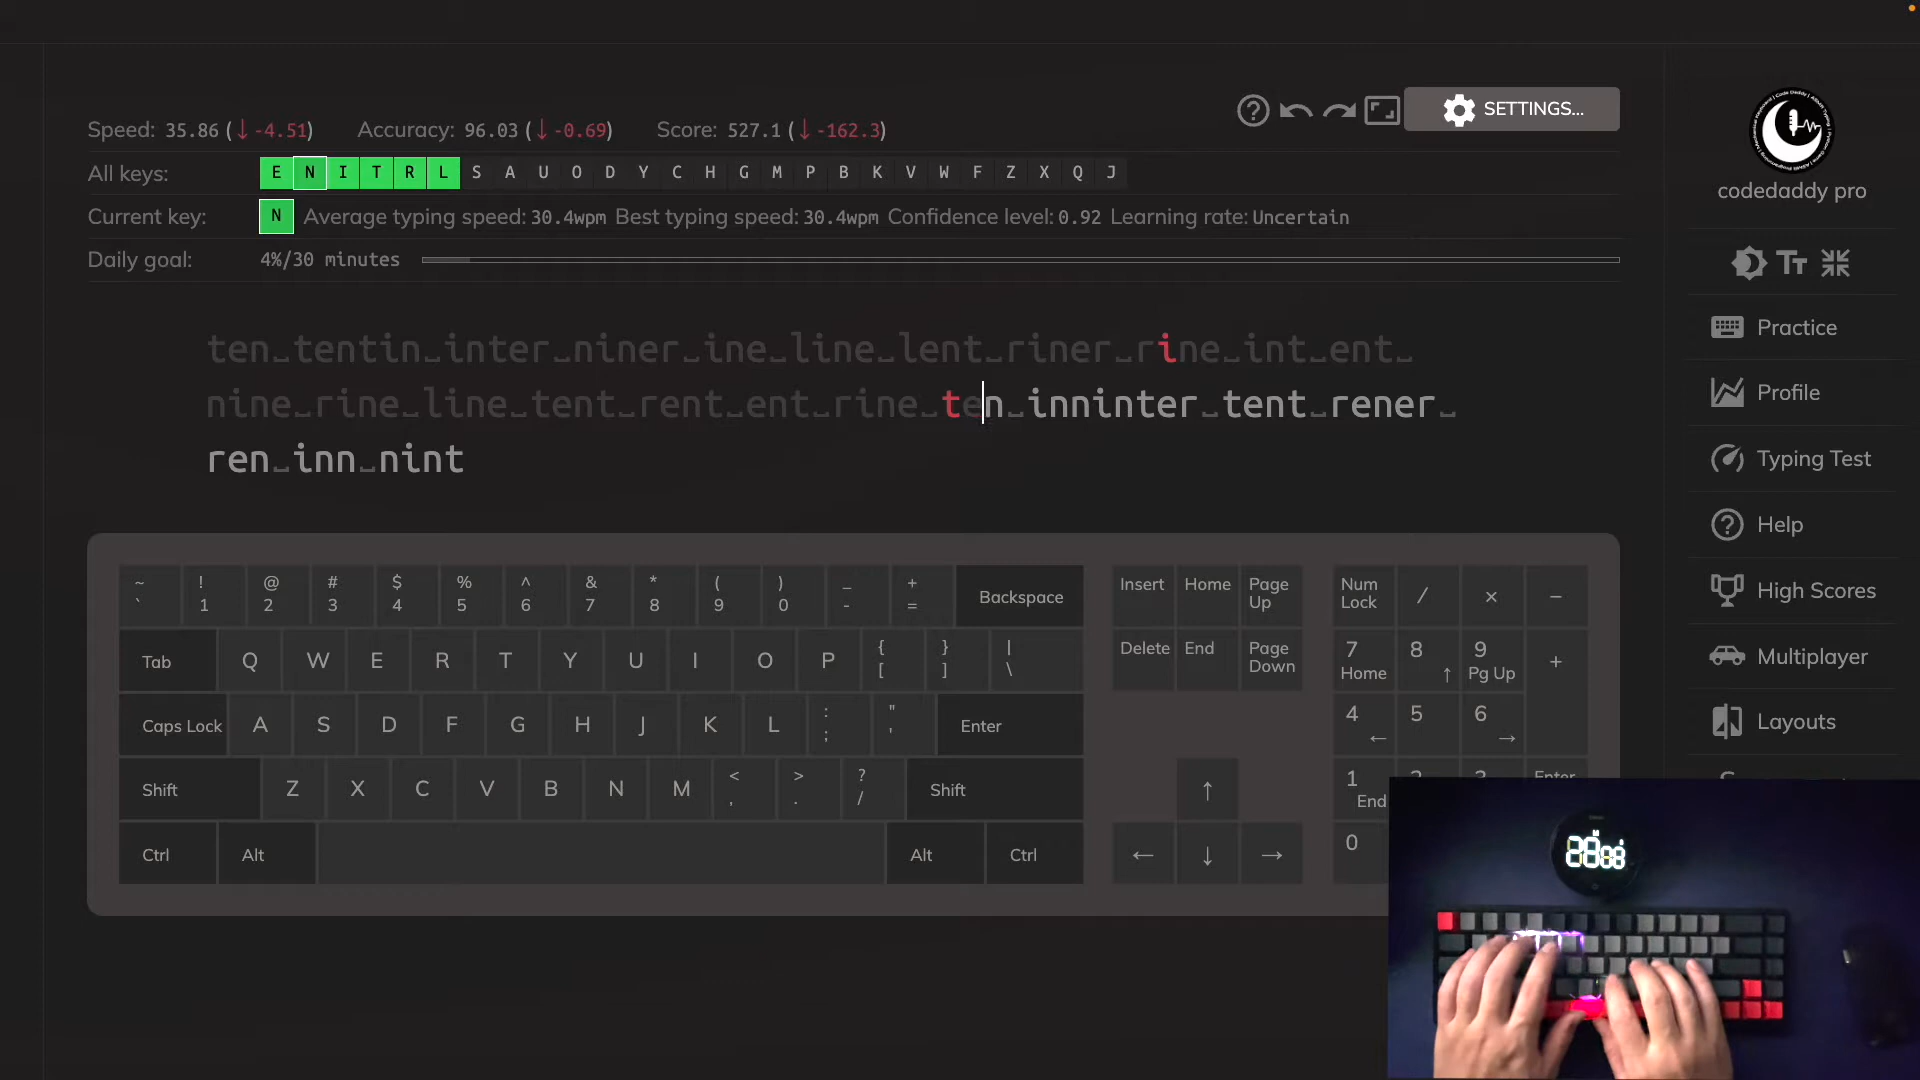 SETTINGS...
Speed: 35.86 (↓-4.51) Accuracy: 96.03 (↓-0.69) Score: 527.1 (↓-162.3)
All keys: E N I T R L S A U O D Y C H G M P B K V W F Z X Q J
Current key: N Average typing speed: 30.4wpm Best typing speed: 30.4wpm Confidence level: 0.92 Learning rate: Uncertain
Daily goal: 4%/30 minutes
ten tentin inter niner ine line lent riner rine int ent
nine rine line tent rent ent rine ten inninter tent rener
ren inn nint
~ ! @ # $ % ^ & * ( ) _ +
` 1 2 3 4 5 6 7 8 9 0 - = Backspace
Tab Q W E R T Y U I O P { } |
[ ] \
Caps Lock A S D F G H J K L : " Enter
; '
Shift Z X C V B N M < > ? Shift
, . /
Ctrl Alt Alt Ctrl
Insert Home Page Up
Delete End Page Down
↑
← ↓ →
Num Lock / × −
7 Home 8 ↑ 9 Pg Up +
4 ← 5 6 →
1 End
0
codedaddy pro
Practice
Profile
Typing Test
Help
High Scores
Multiplayer
Layouts